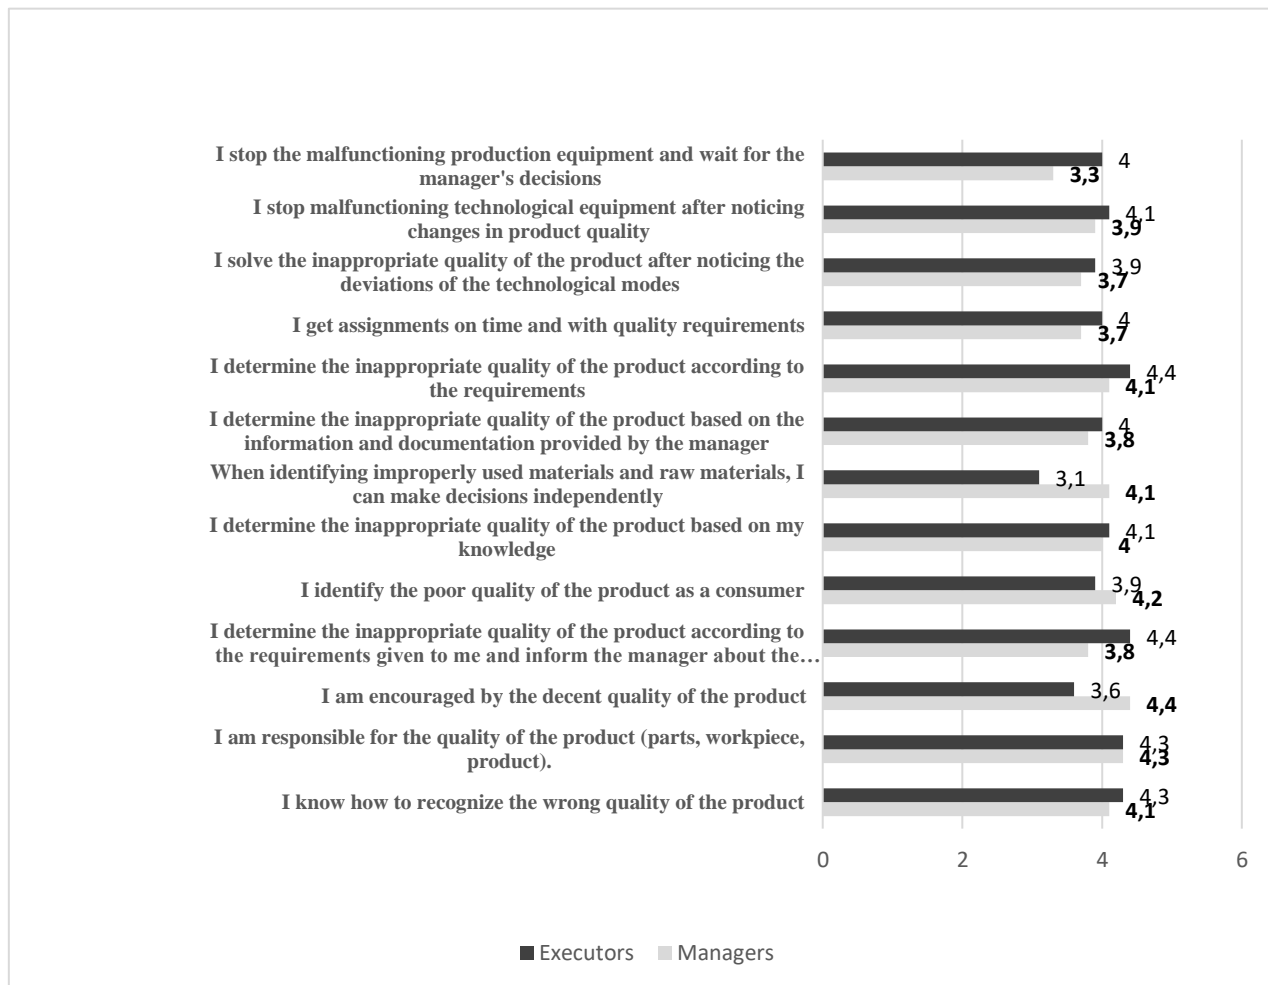 I stop the malfunctioning production equipment and wait for the
manager's decisions
4
3,3
I stop malfunctioning technological equipment after noticing
changes in product quality
4,1
3,9
I solve the inappropriate quality of the product after noticing the
deviations of the technological modes
3,9
3,7
I get assignments on time and with quality requirements
4
3,7
I determine the inappropriate quality of the product according to
the requirements
4,4
4,1
I determine the inappropriate quality of the product based on the
information and documentation provided by the manager
4
3,8
When identifying improperly used materials and raw materials, I
can make decisions independently
3,1
4,1
I determine the inappropriate quality of the product based on my
knowledge
4,1
4
I identify the poor quality of the product as a consumer
3,9
4,2
I determine the inappropriate quality of the product according to
the requirements given to me and inform the manager about the…
4,4
3,8
I am encouraged by the decent quality of the product
3,6
4,4
I am responsible for the quality of the product (parts, workpiece,
product).
4,3
4,3
I know how to recognize the wrong quality of the product
4,3
4,1
0 2 4 6
Executors Managers